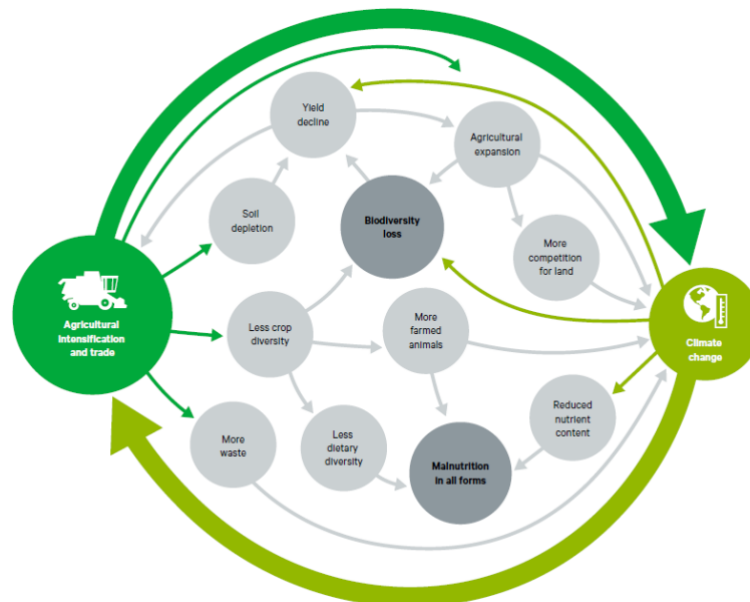 Yield
decline
Agricultural
expansion
Soil
depletion
Biodiversity
loss
More
competition
for land
Agricultural
intensification
and trade
Less crop
diversity
More
farmed
animals
Climate
change
More
waste
Less
dietary
diversity
Reduced
nutrient
content
Malnutrition
in all forms